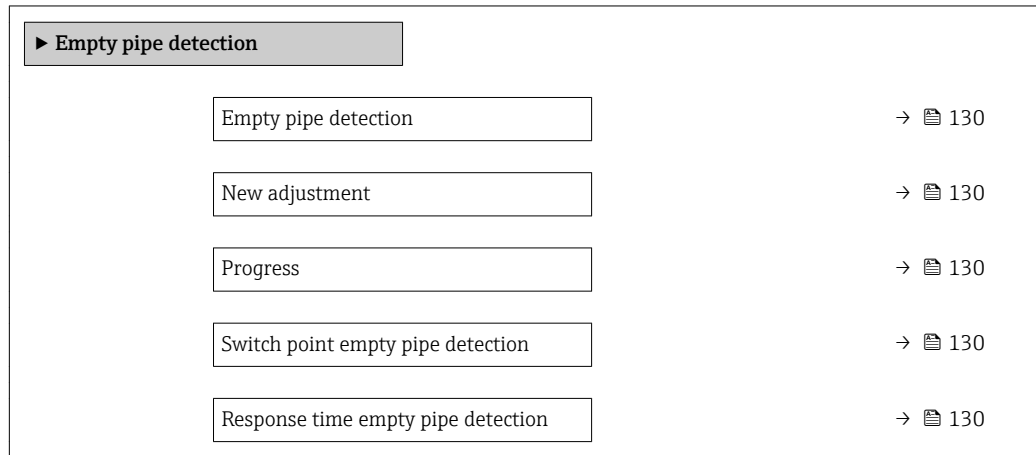 ▶ Empty pipe detection
Empty pipe detection → 130
New adjustment → 130
Progress → 130
Switch point empty pipe detection → 130
Response time empty pipe detection → 130